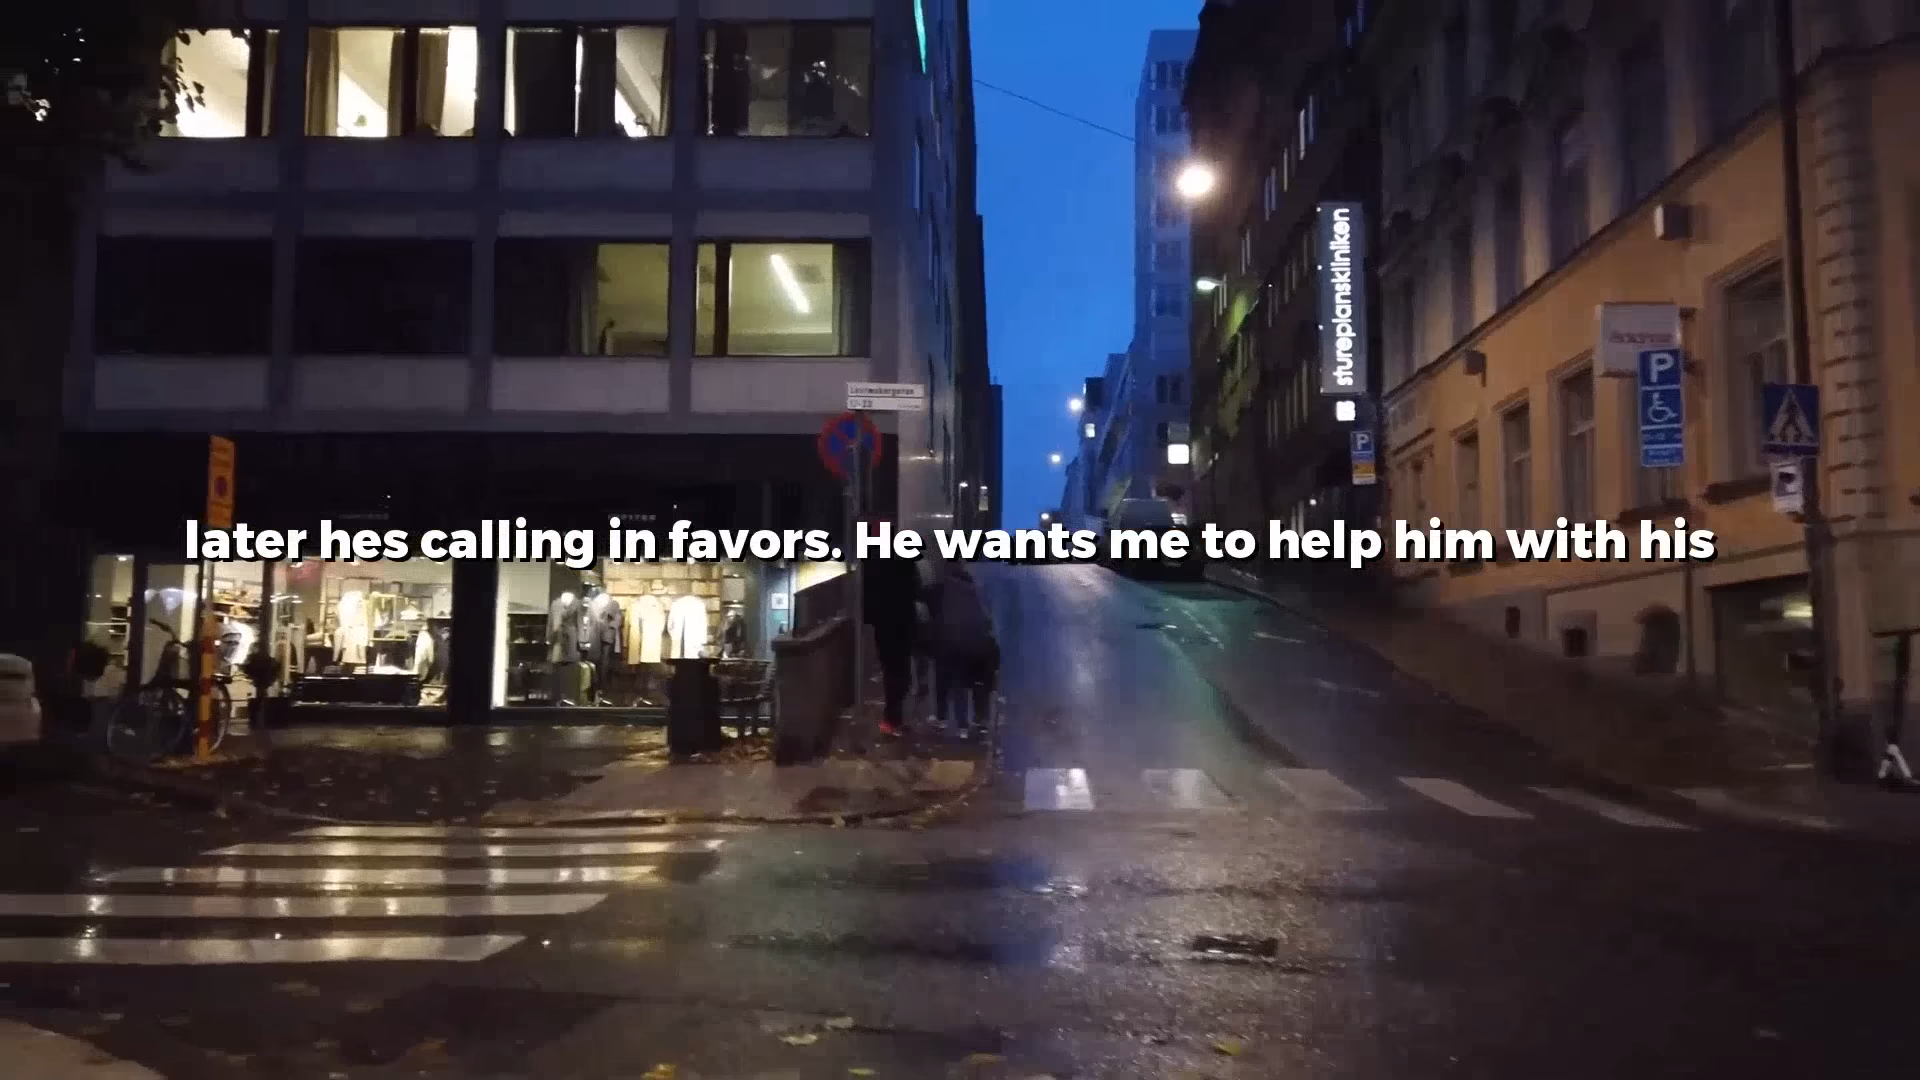 stureplanskliniken
P
P
later hes calling in favors. He wants me to help him with his